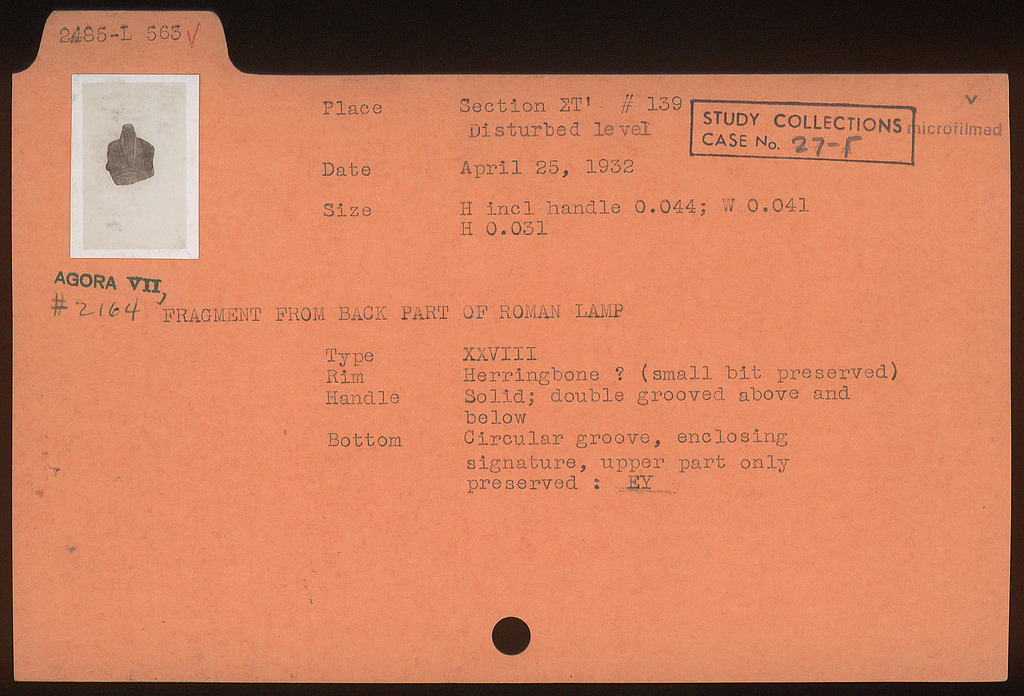 2485-L 563 √
Place Section ΣΤ' # 139
Disturbed level
STUDY COLLECTIONS
CASE No. 27-
v
microfilmed
Date April 25, 1932
Size H incl handle 0.044; W 0.041
H 0.031
AGORA VII,
# 2164
FRAGMENT FROM BACK PART OF ROMAN LAMP
Type XXVIII
Rim Herringbone ? (small bit preserved)
Handle Solid; double grooved above and
below
Bottom Circular groove, enclosing
signature, upper part only
preserved : EY